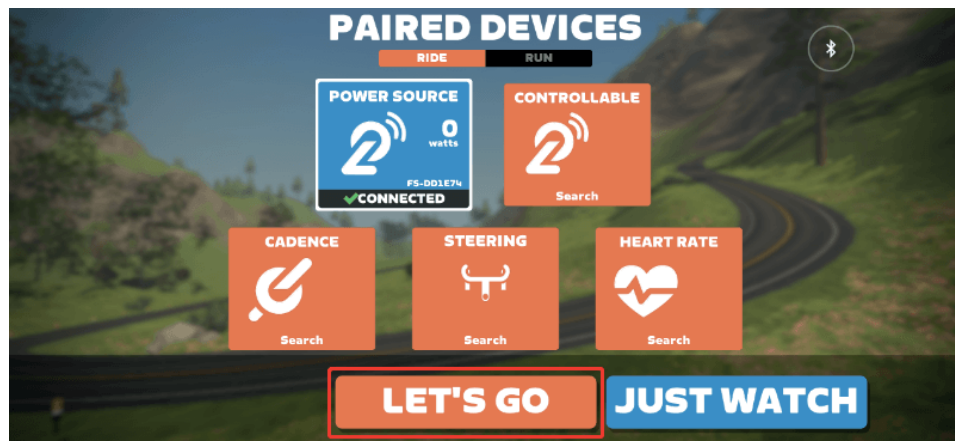 PAIRED DEVICES
RIDE
RUN
POWER SOURCE
0
watts
FS-DD1E74
CONNECTED
CONTROLLABLE
Search
CADENCE
Search
STEERING
Search
HEART RATE
Search
LET'S GO
JUST WATCH